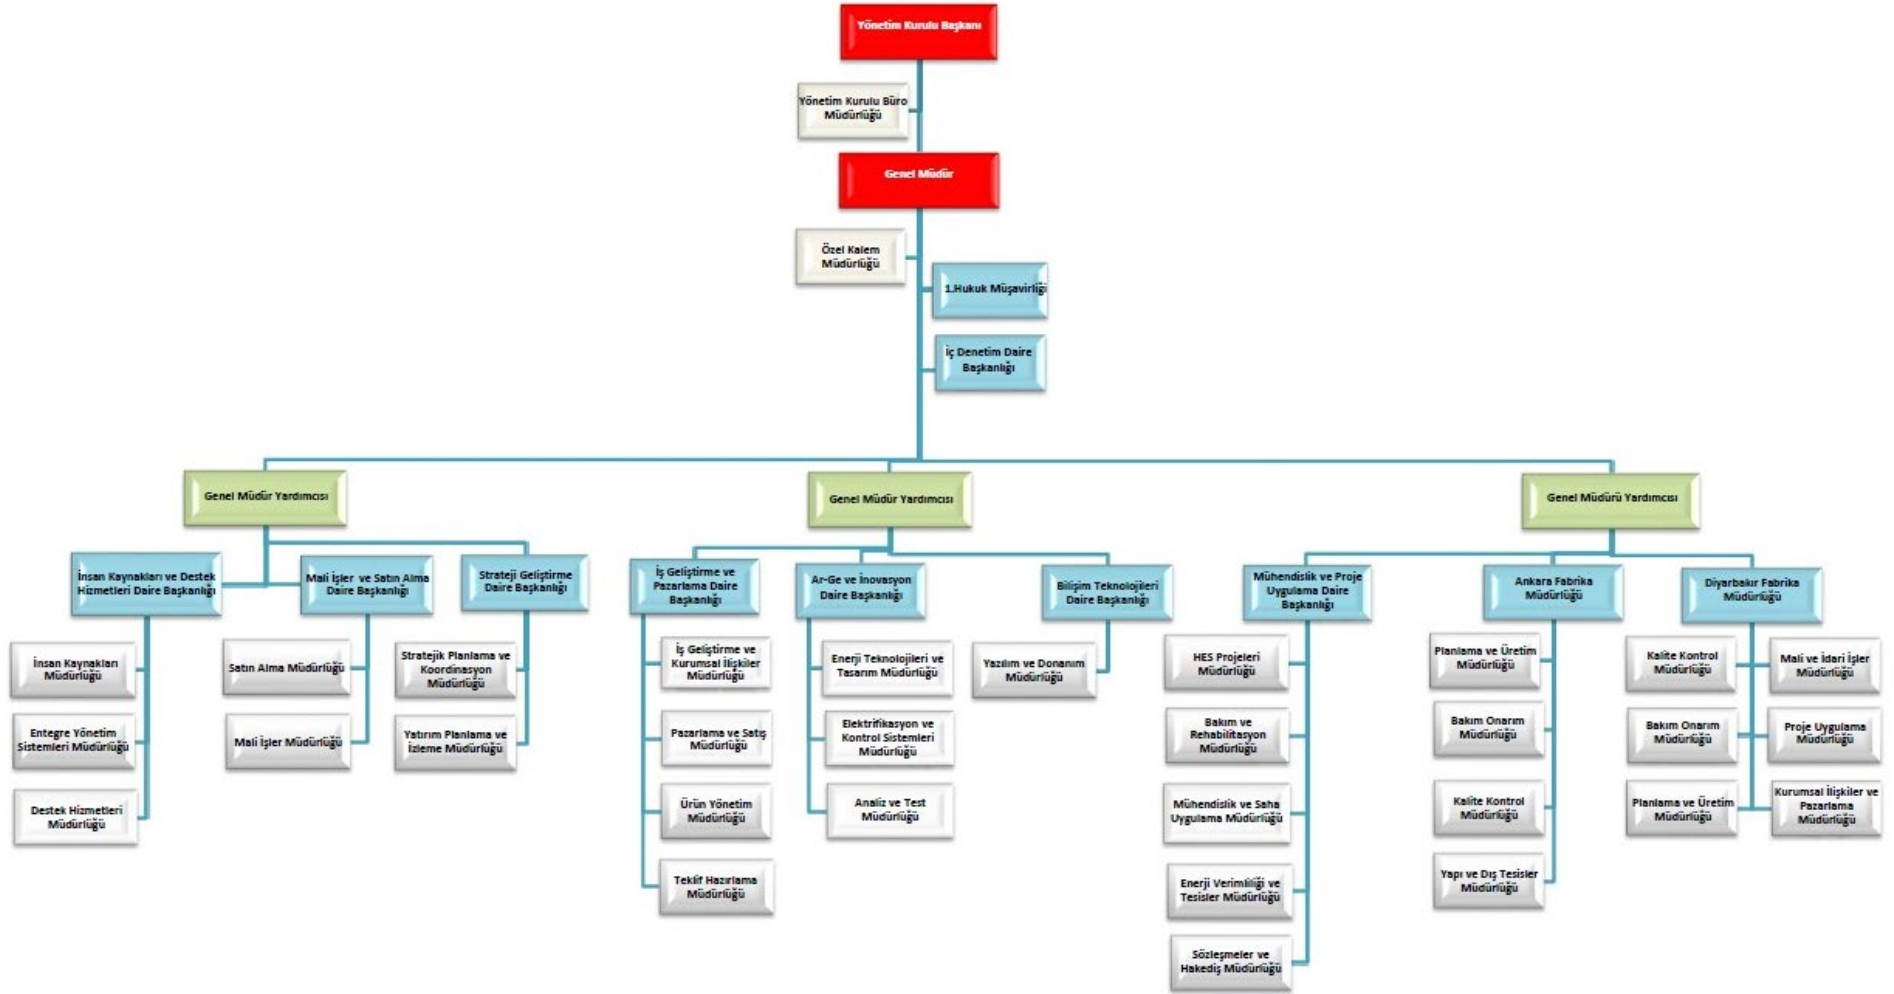 Yönetim Kurulu Başkanı
Yönetim Kurulu Büro
Müdürlüğü
Genel Müdür
Özel Kalem
Müdürlüğü
1.Hukuk Müşavirliği
İç Denetim Daire
Başkanlığı
Genel Müdür Yardımcısı
Genel Müdür Yardımcısı
Genel Müdürü Yardımcısı
İnsan Kaynakları ve Destek
Hizmetleri Daire Başkanlığı
Mali İşler ve Satın Alma
Daire Başkanlığı
Strateji Geliştirme
Daire Başkanlığı
İş Geliştirme ve
Pazarlama Daire
Başkanlığı
Ar-Ge ve İnovasyon
Daire Başkanlığı
Bilişim Teknolojileri
Daire Başkanlığı
Mühendislik ve Proje
Uygulama Daire
Başkanlığı
Ankara Fabrika
Müdürlüğü
Diyarbakır Fabrika
Müdürlüğü
İnsan Kaynakları
Müdürlüğü
Entegre Yönetim
Sistemleri Müdürlüğü
Destek Hizmetleri
Müdürlüğü
Satın Alma Müdürlüğü
Mali İşler Müdürlüğü
Stratejik Planlama ve
Koordinasyon
Müdürlüğü
Yatırım Planlama ve
İzleme Müdürlüğü
İş Geliştirme ve
Kurumsal İlişkiler
Müdürlüğü
Pazarlama ve Satış
Müdürlüğü
Ürün Yönetim
Müdürlüğü
Teklif Hazırlama
Müdürlüğü
Enerji Teknolojileri ve
Tasarım Müdürlüğü
Elektrifikasyon ve
Kontrol Sistemleri
Müdürlüğü
Analiz ve Test
Müdürlüğü
Yazılım ve Donanım
Müdürlüğü
HES Projeleri
Müdürlüğü
Bakım ve
Rehabilitasyon
Müdürlüğü
Mühendislik ve Saha
Uygulama Müdürlüğü
Enerji Verimliliği ve
Tesisler Müdürlüğü
Sözleşmeler ve
Hakediş Müdürlüğü
Planlama ve Üretim
Müdürlüğü
Bakım Onarım
Müdürlüğü
Kalite Kontrol
Müdürlüğü
Yapı ve Dış Tesisler
Müdürlüğü
Kalite Kontrol
Müdürlüğü
Bakım Onarım
Müdürlüğü
Planlama ve Üretim
Müdürlüğü
Mali ve İdari İşler
Müdürlüğü
Proje Uygulama
Müdürlüğü
Kurumsal İlişkiler ve
Pazarlama
Müdürlüğü